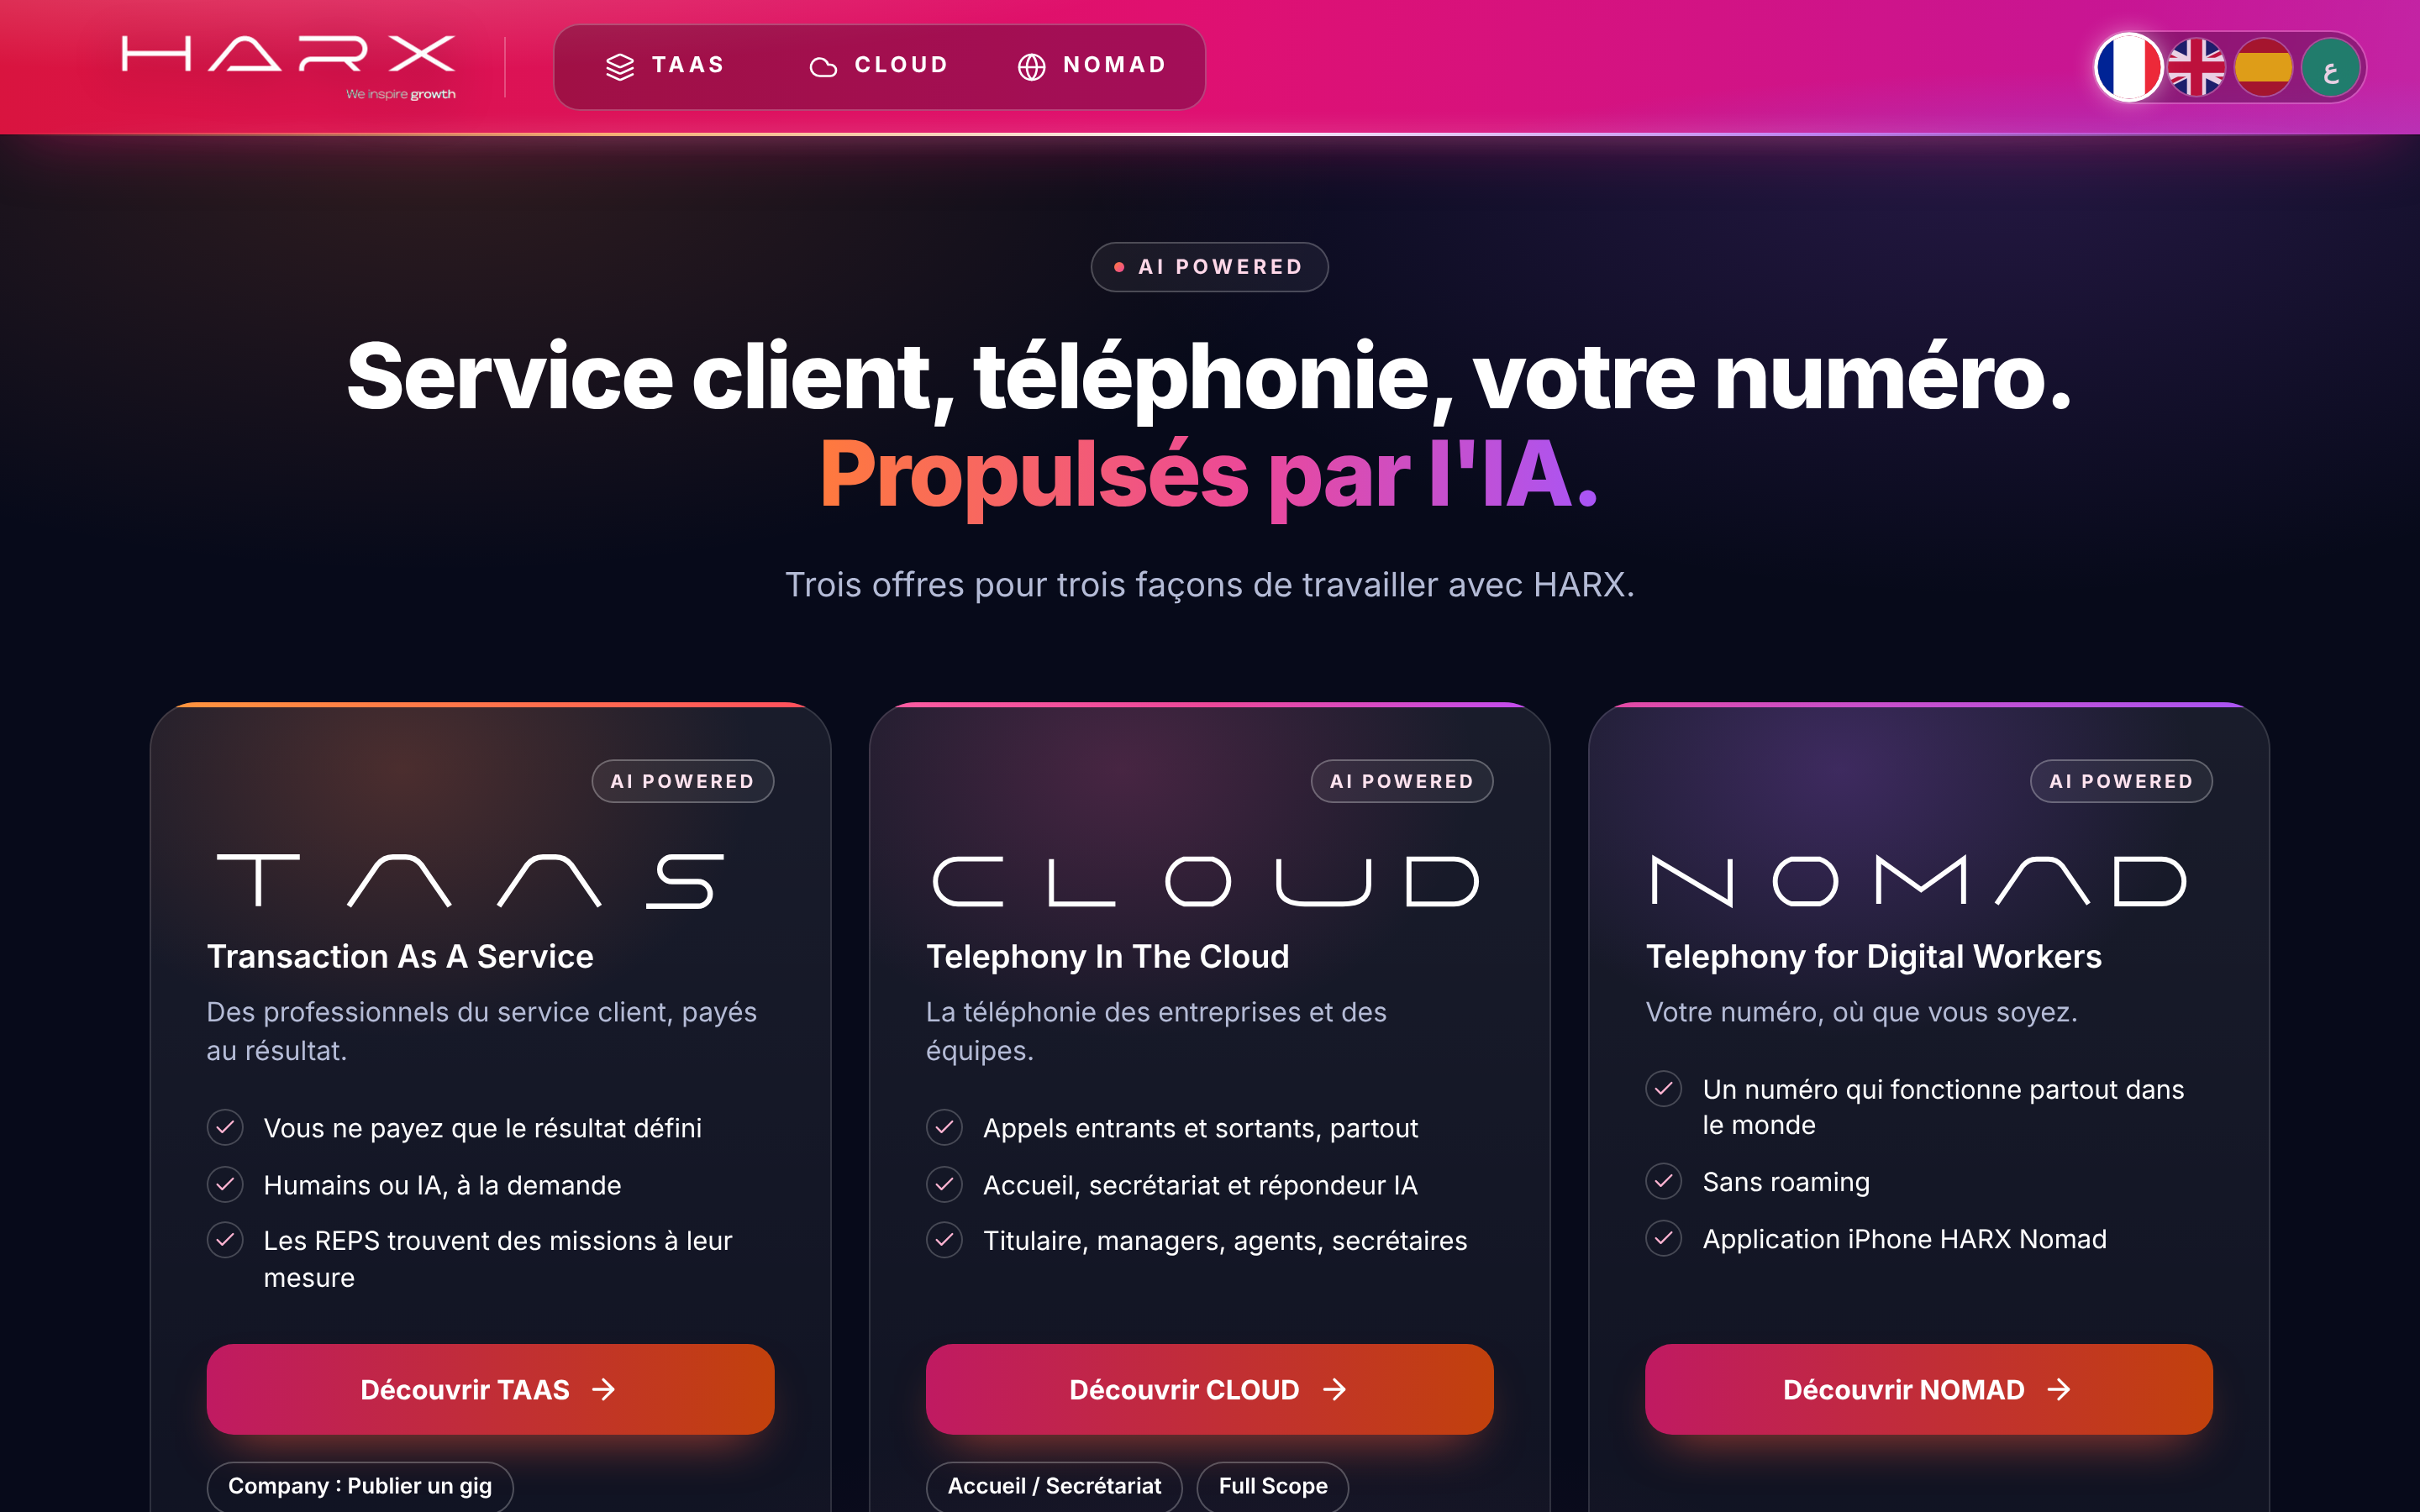 HARX
We inspire growth
TAAS
CLOUD
NOMAD
ع
AI POWERED
Service client, téléphonie, votre numéro.
Propulsés par l'IA.
Trois offres pour trois façons de travailler avec HARX.
AI POWERED
TAAS
Transaction As A Service
Des professionnels du service client, payés
au résultat.
Vous ne payez que le résultat défini
Humains ou IA, à la demande
Les REPS trouvent des missions à leur
mesure
Découvrir TAAS
Company : Publier un gig
AI POWERED
CLOUD
Telephony In The Cloud
La téléphonie des entreprises et des
équipes.
Appels entrants et sortants, partout
Accueil, secrétariat et répondeur IA
Titulaire, managers, agents, secrétaires
Découvrir CLOUD
Accueil / Secrétariat
Full Scope
AI POWERED
NOMAD
Telephony for Digital Workers
Votre numéro, où que vous soyez.
Un numéro qui fonctionne partout dans
le monde
Sans roaming
Application iPhone HARX Nomad
Découvrir NOMAD